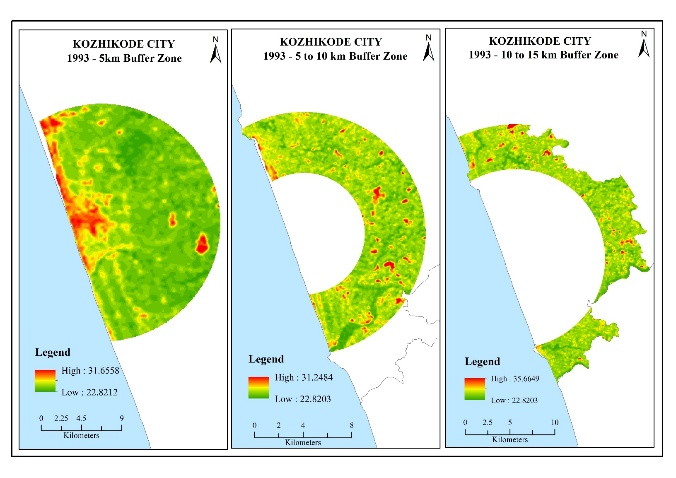 KOZHIKODE CITY
1993 - 5km Buffer Zone
N
Legend
High : 31.6558
Low : 22.8212
0 2.25 4.5 9
Kilometers
KOZHIKODE CITY
1993 - 5 to 10 km Buffer Zone
N
Legend
High : 31.2484
Low : 22.8203
0 2 4 8
Kilometers
KOZHIKODE CITY
1993 - 10 to 15 km Buffer Zone
N
Legend
High : 35.6649
Low : 22.8203
0 2.5 5 10
Kilometers